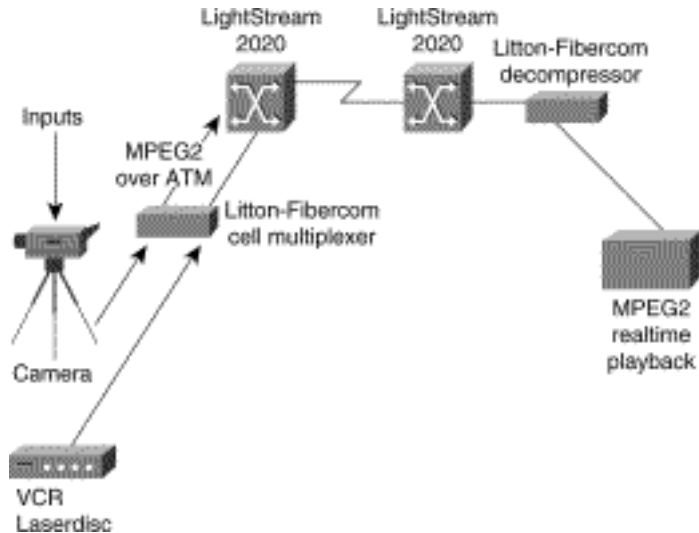 LightStream
2020
LightStream
2020
Litton-Fibercom
decompressor
Inputs
MPEG2
over ATM
Litton-Fibercom
cell multiplexer
Camera
MPEG2
realtime
playback
VCR
Laserdisc